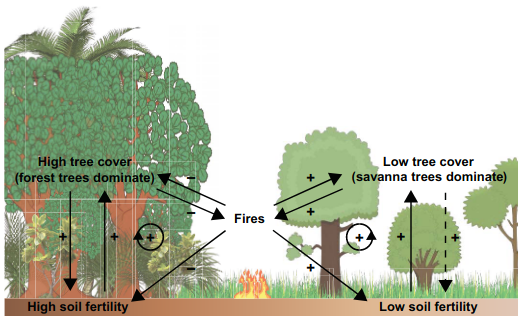 High tree cover
(forest trees dominate)
Low tree cover
(savanna trees dominate)
−
+
−
+
Fires
+
+
+
+
+
+
−
+
High soil fertility
Low soil fertility